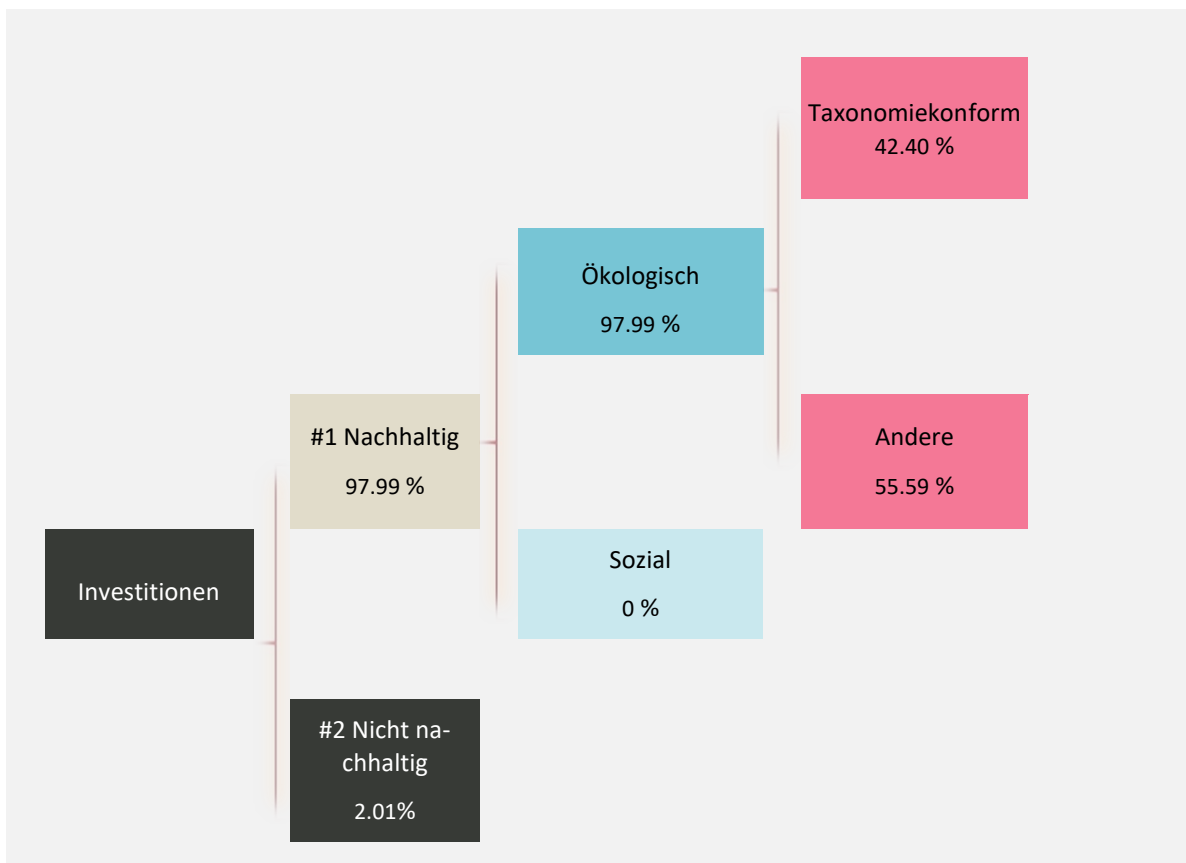 Taxonomiekonform
42.40 %
Ökologisch
97.99 %
#1 Nachhaltig
97.99 %
Andere
55.59 %
Investitionen
Sozial
0 %
#2 Nicht na-
chhaltig
2.01%